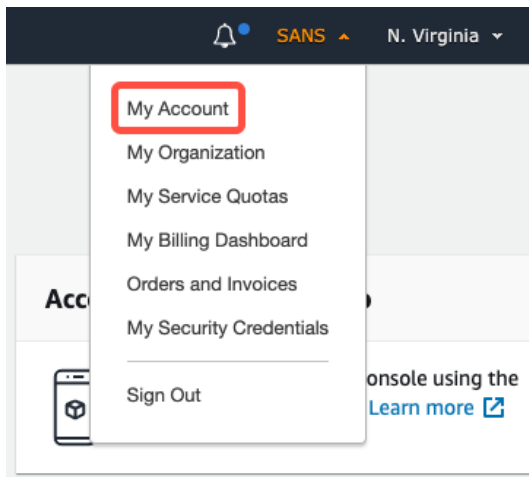 SANS N. Virginia
My Account
My Organization
My Service Quotas
My Billing Dashboard
Orders and Invoices
Acc
My Security Credentials
Sign Out
onsole using the
Learn more